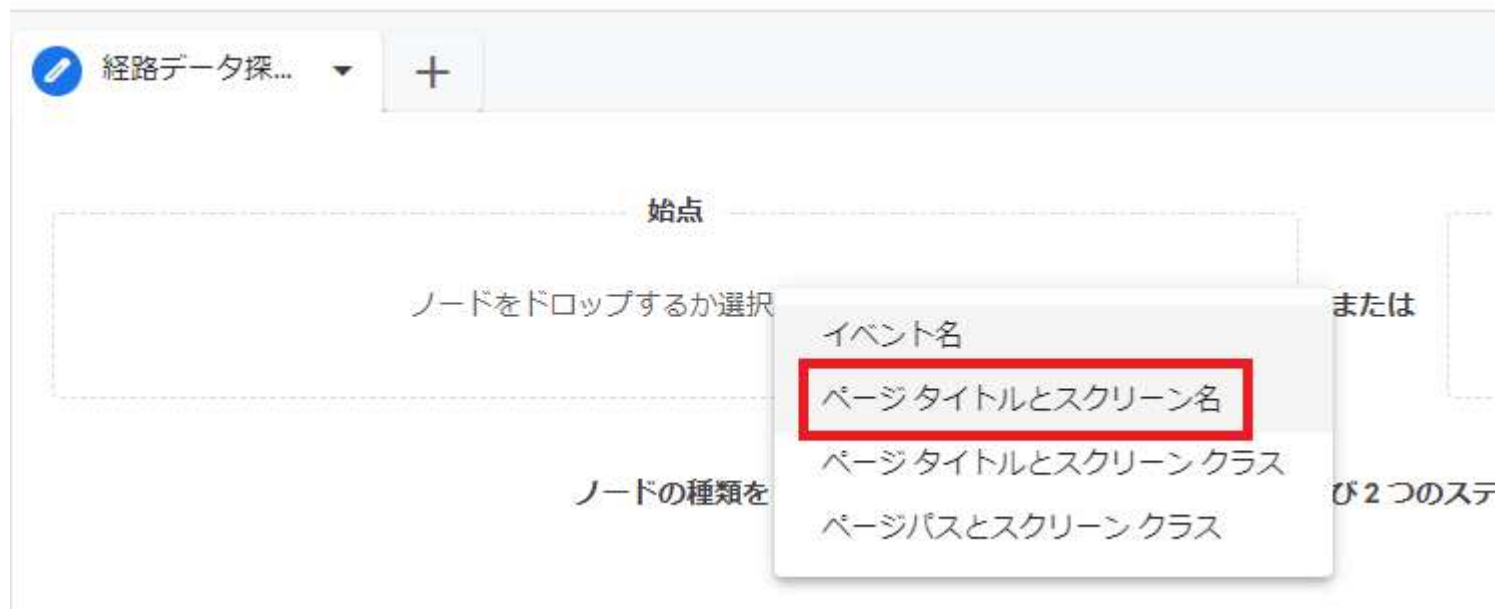 経路データ探...
始点
ノードをドロップするか選択
または
イベント名
ページ タイトルとスクリーン名
ページ タイトルとスクリーン クラス
ページパスとスクリーン クラス
ノードの種類を
び 2 つのステ